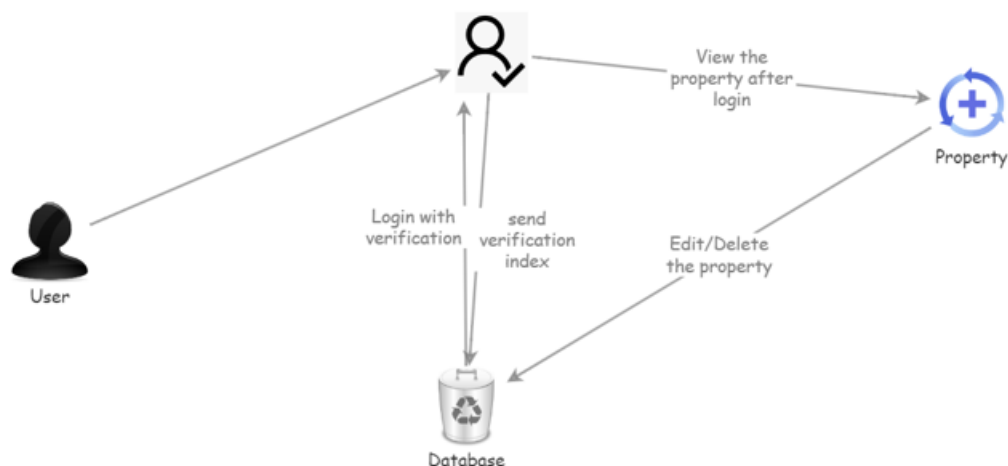 View the
property after
login
Property
User
Login with
verification
send
verification
index
Edit/Delete
the property
Database